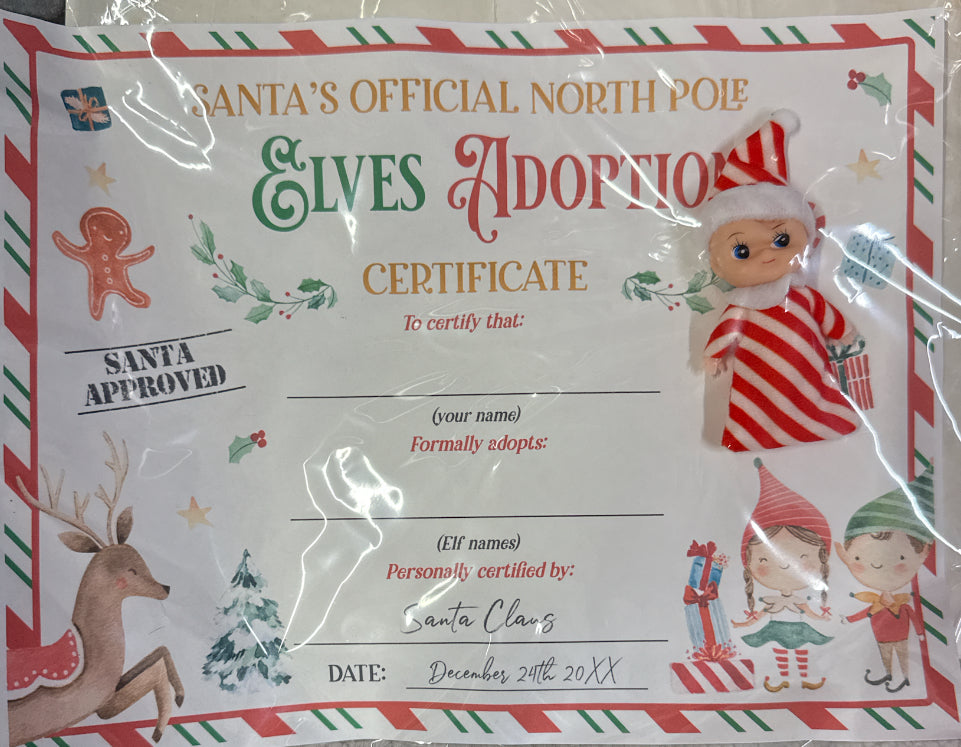 SANTA'S OFFICIAL NORTH POLE
ELVES ADOPTION
CERTIFICATE
To certify that:
SANTA
APPROVED
(your name)
Formally adopts:
(Elf names)
Personally certified by:
Santa Claus
DATE: December 24th 20XX